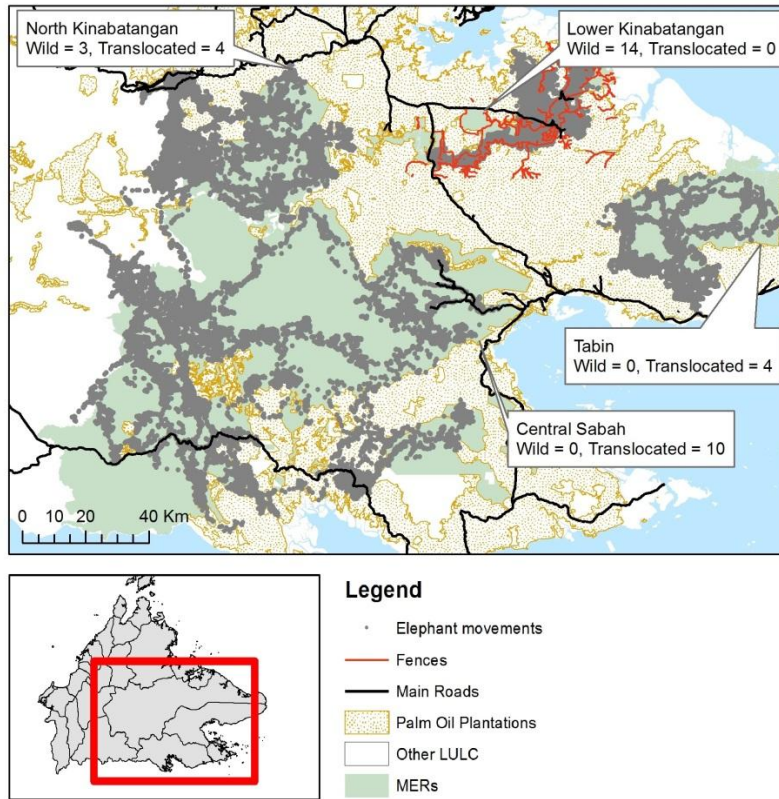 North Kinabatangan
Wild = 3, Translocated = 4
Lower Kinabatangan
Wild = 14, Translocated = 0
Tabin
Wild = 0, Translocated = 4
Central Sabah
Wild = 0, Translocated = 10
0 10 20 40 Km
Legend
Elephant movements
Fences
Main Roads
Palm Oil Plantations
Other LULC
MERs